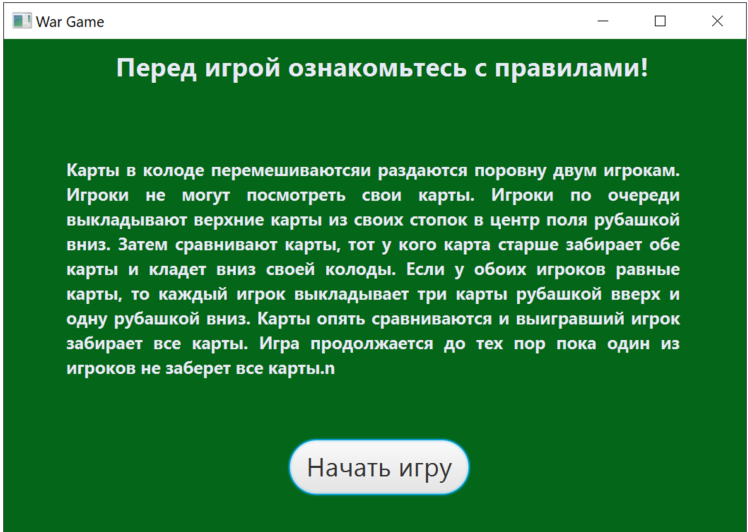 War Game
Перед игрой ознакомьтесь с правилами!
Карты в колоде перемешиваютсяи раздаются поровну двум игрокам.
Игроки не могут посмотреть свои карты. Игроки по очереди
выкладывают верхние карты из своих стопок в центр поля рубашкой
вниз. Затем сравнивают карты, тот у кого карта старше забирает обе
карты и кладет вниз своей колоды. Если у обоих игроков равные
карты, то каждый игрок выкладывает три карты рубашкой вверх и
одну рубашкой вниз. Карты опять сравниваются и выигравший игрок
забирает все карты. Игра продолжается до тех пор пока один из
игроков не заберет все карты.n
Начать игру